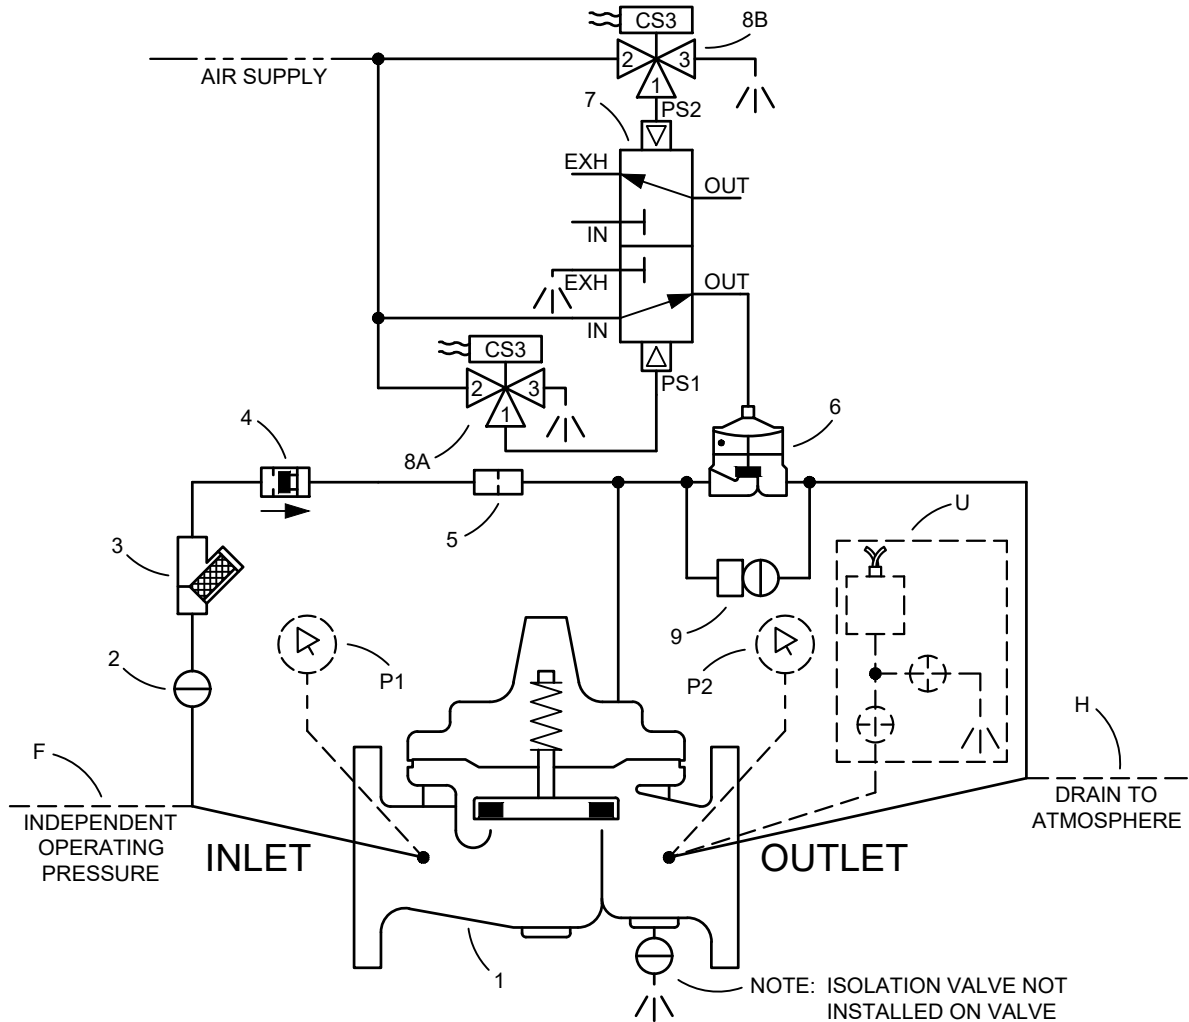 CS3
8B
2
3
1
AIR SUPPLY
PS2
7
EXH
OUT
IN
EXH
OUT
IN
CS3
PS1
2
3
1
8A
4
6
5
U
3
9
2
P1
P2
H
F
INDEPENDENT
OPERATING
PRESSURE
INLET
OUTLET
DRAIN TO
ATMOSPHERE
1
NOTE: ISOLATION VALVE NOT
INSTALLED ON VALVE